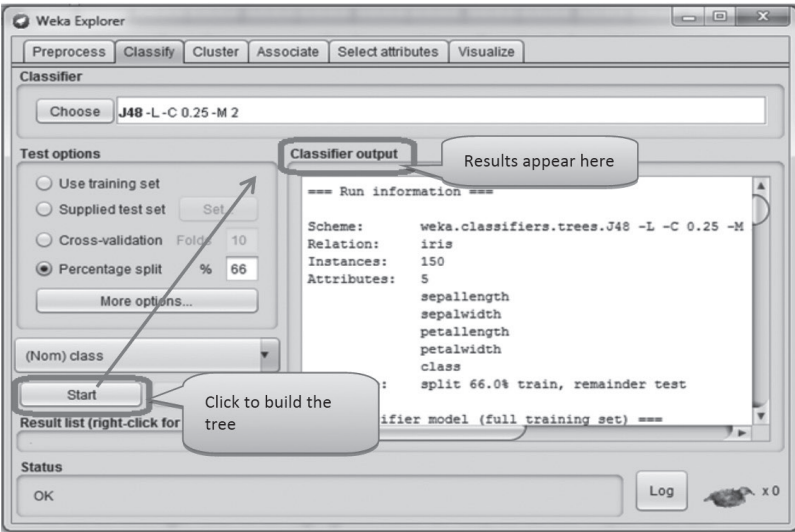 Weka Explorer
Preprocess Classify Cluster Associate Select attributes Visualize
Classifier
Choose J48 -L -C 0.25 -M 2
Test options
Use training set
Supplied test set Set...
Cross-validation Folds 10
Percentage split % 66
More options...
(Nom) class
Start
Click to build the
tree
Result list (right-click for
Classifier output
Results appear here
=== Run information ===
Scheme: weka.classifiers.trees.J48 -L -C 0.25 -M
Relation: iris
Instances: 150
Attributes: 5
sepallength
sepalwidth
petallength
petalwidth
class
: split 66.0% train, remainder test
ifier model (full training set) ===
Status
OK
Log
x 0